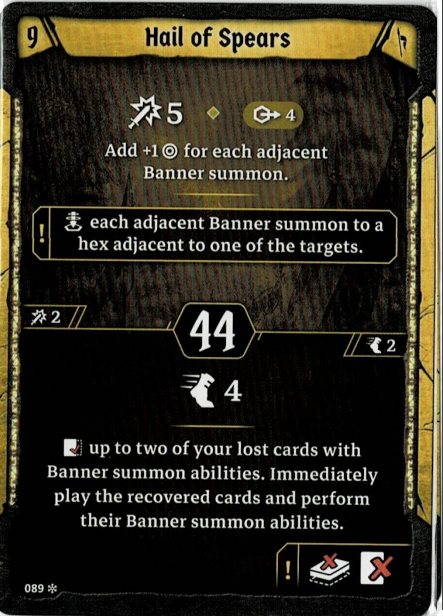 9
Hail of Spears
5 4
Add +1 for each adjacent
Banner summon.
! each adjacent Banner summon to a
hex adjacent to one of the targets.
2
44
2
4
up to two of your lost cards with
Banner summon abilities. Immediately
play the recovered cards and perform
their Banner summon abilities.
!
089